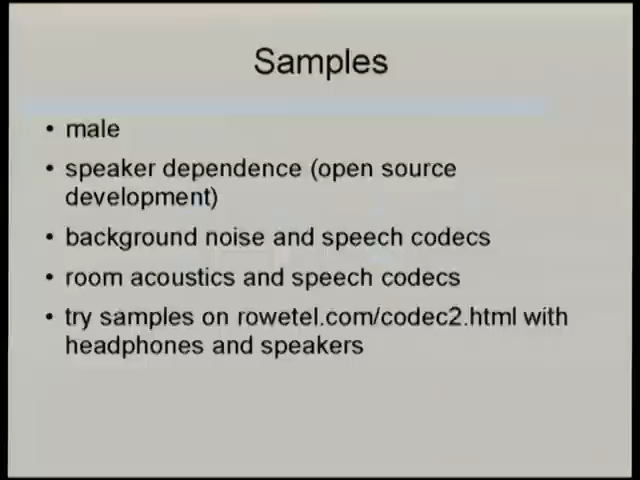 Samples
• male
• speaker dependence (open source
development)
• background noise and speech codecs
• room acoustics and speech codecs
• try samples on rowetel.com/codec2.html with
headphones and speakers